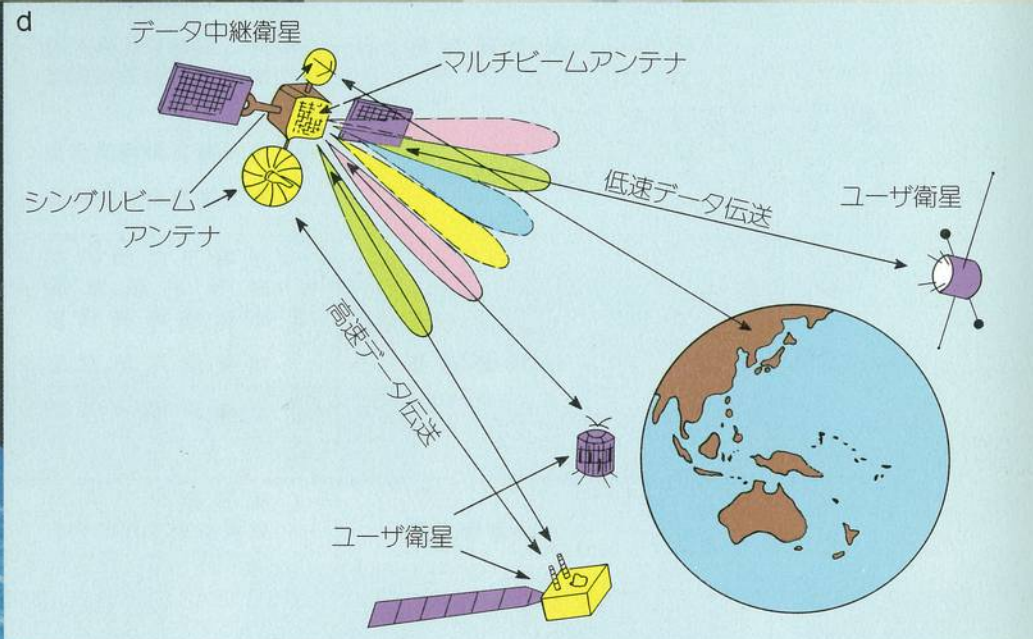 d
データ中継衛星
マルチビームアンテナ
シングルビーム
アンテナ
低速データ伝送
ユーザ衛星
高速データ伝送
ユーザ衛星